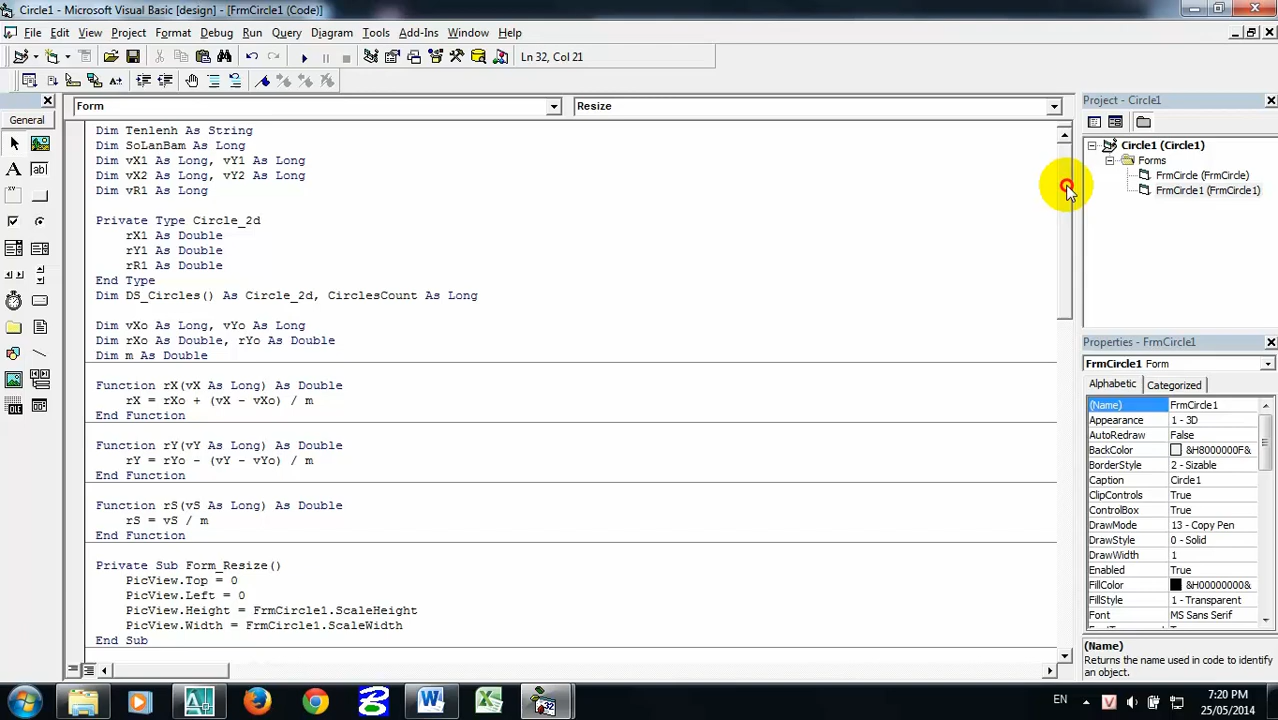 Circle1 - Microsoft Visual Basic [design] - [FrmCircle1 (Code)]
File Edit View Project Format Debug Run Query Diagram Tools Add-Ins Window Help
Ln 32, Col 21
General
Form
Resize
Dim Tenlenh As String
Dim SoLanBam As Long
Dim vX1 As Long, vY1 As Long
Dim vX2 As Long, vY2 As Long
Dim vR1 As Long
Private Type Circle_2d
rX1 As Double
rY1 As Double
rR1 As Double
End Type
Dim DS_Circles() As Circle_2d, CirclesCount As Long
Dim vXo As Long, vYo As Long
Dim rXo As Double, rYo As Double
Dim m As Double
Function rX(vX As Long) As Double
rX = rXo + (vX - vXo) / m
End Function
Function rY(vY As Long) As Double
rY = rYo - (vY - vYo) / m
End Function
Function rS(vS As Long) As Double
rS = vS / m
End Function
Private Sub Form_Resize()
PicView.Top = 0
PicView.Left = 0
PicView.Height = FrmCircle1.ScaleHeight
PicView.Width = FrmCircle1.ScaleWidth
End Sub
Project - Circle1
Circle1 (Circle1)
Forms
FrmCircle (FrmCircle)
FrmCircle1 (FrmCircle1)
Properties - FrmCircle1
FrmCircle1 Form
Alphabetic Categorized
(Name) FrmCircle1
Appearance 1 - 3D
AutoRedraw False
BackColor &H8000000F&
BorderStyle 2 - Sizable
Caption Circle1
ClipControls True
ControlBox True
DrawMode 13 - Copy Pen
DrawStyle 0 - Solid
DrawWidth 1
Enabled True
FillColor &H00000000&
FillStyle 1 - Transparent
Font MS Sans Serif
(Name)
Returns the name used in code to identify
an object.
EN
7:20 PM
25/05/2014